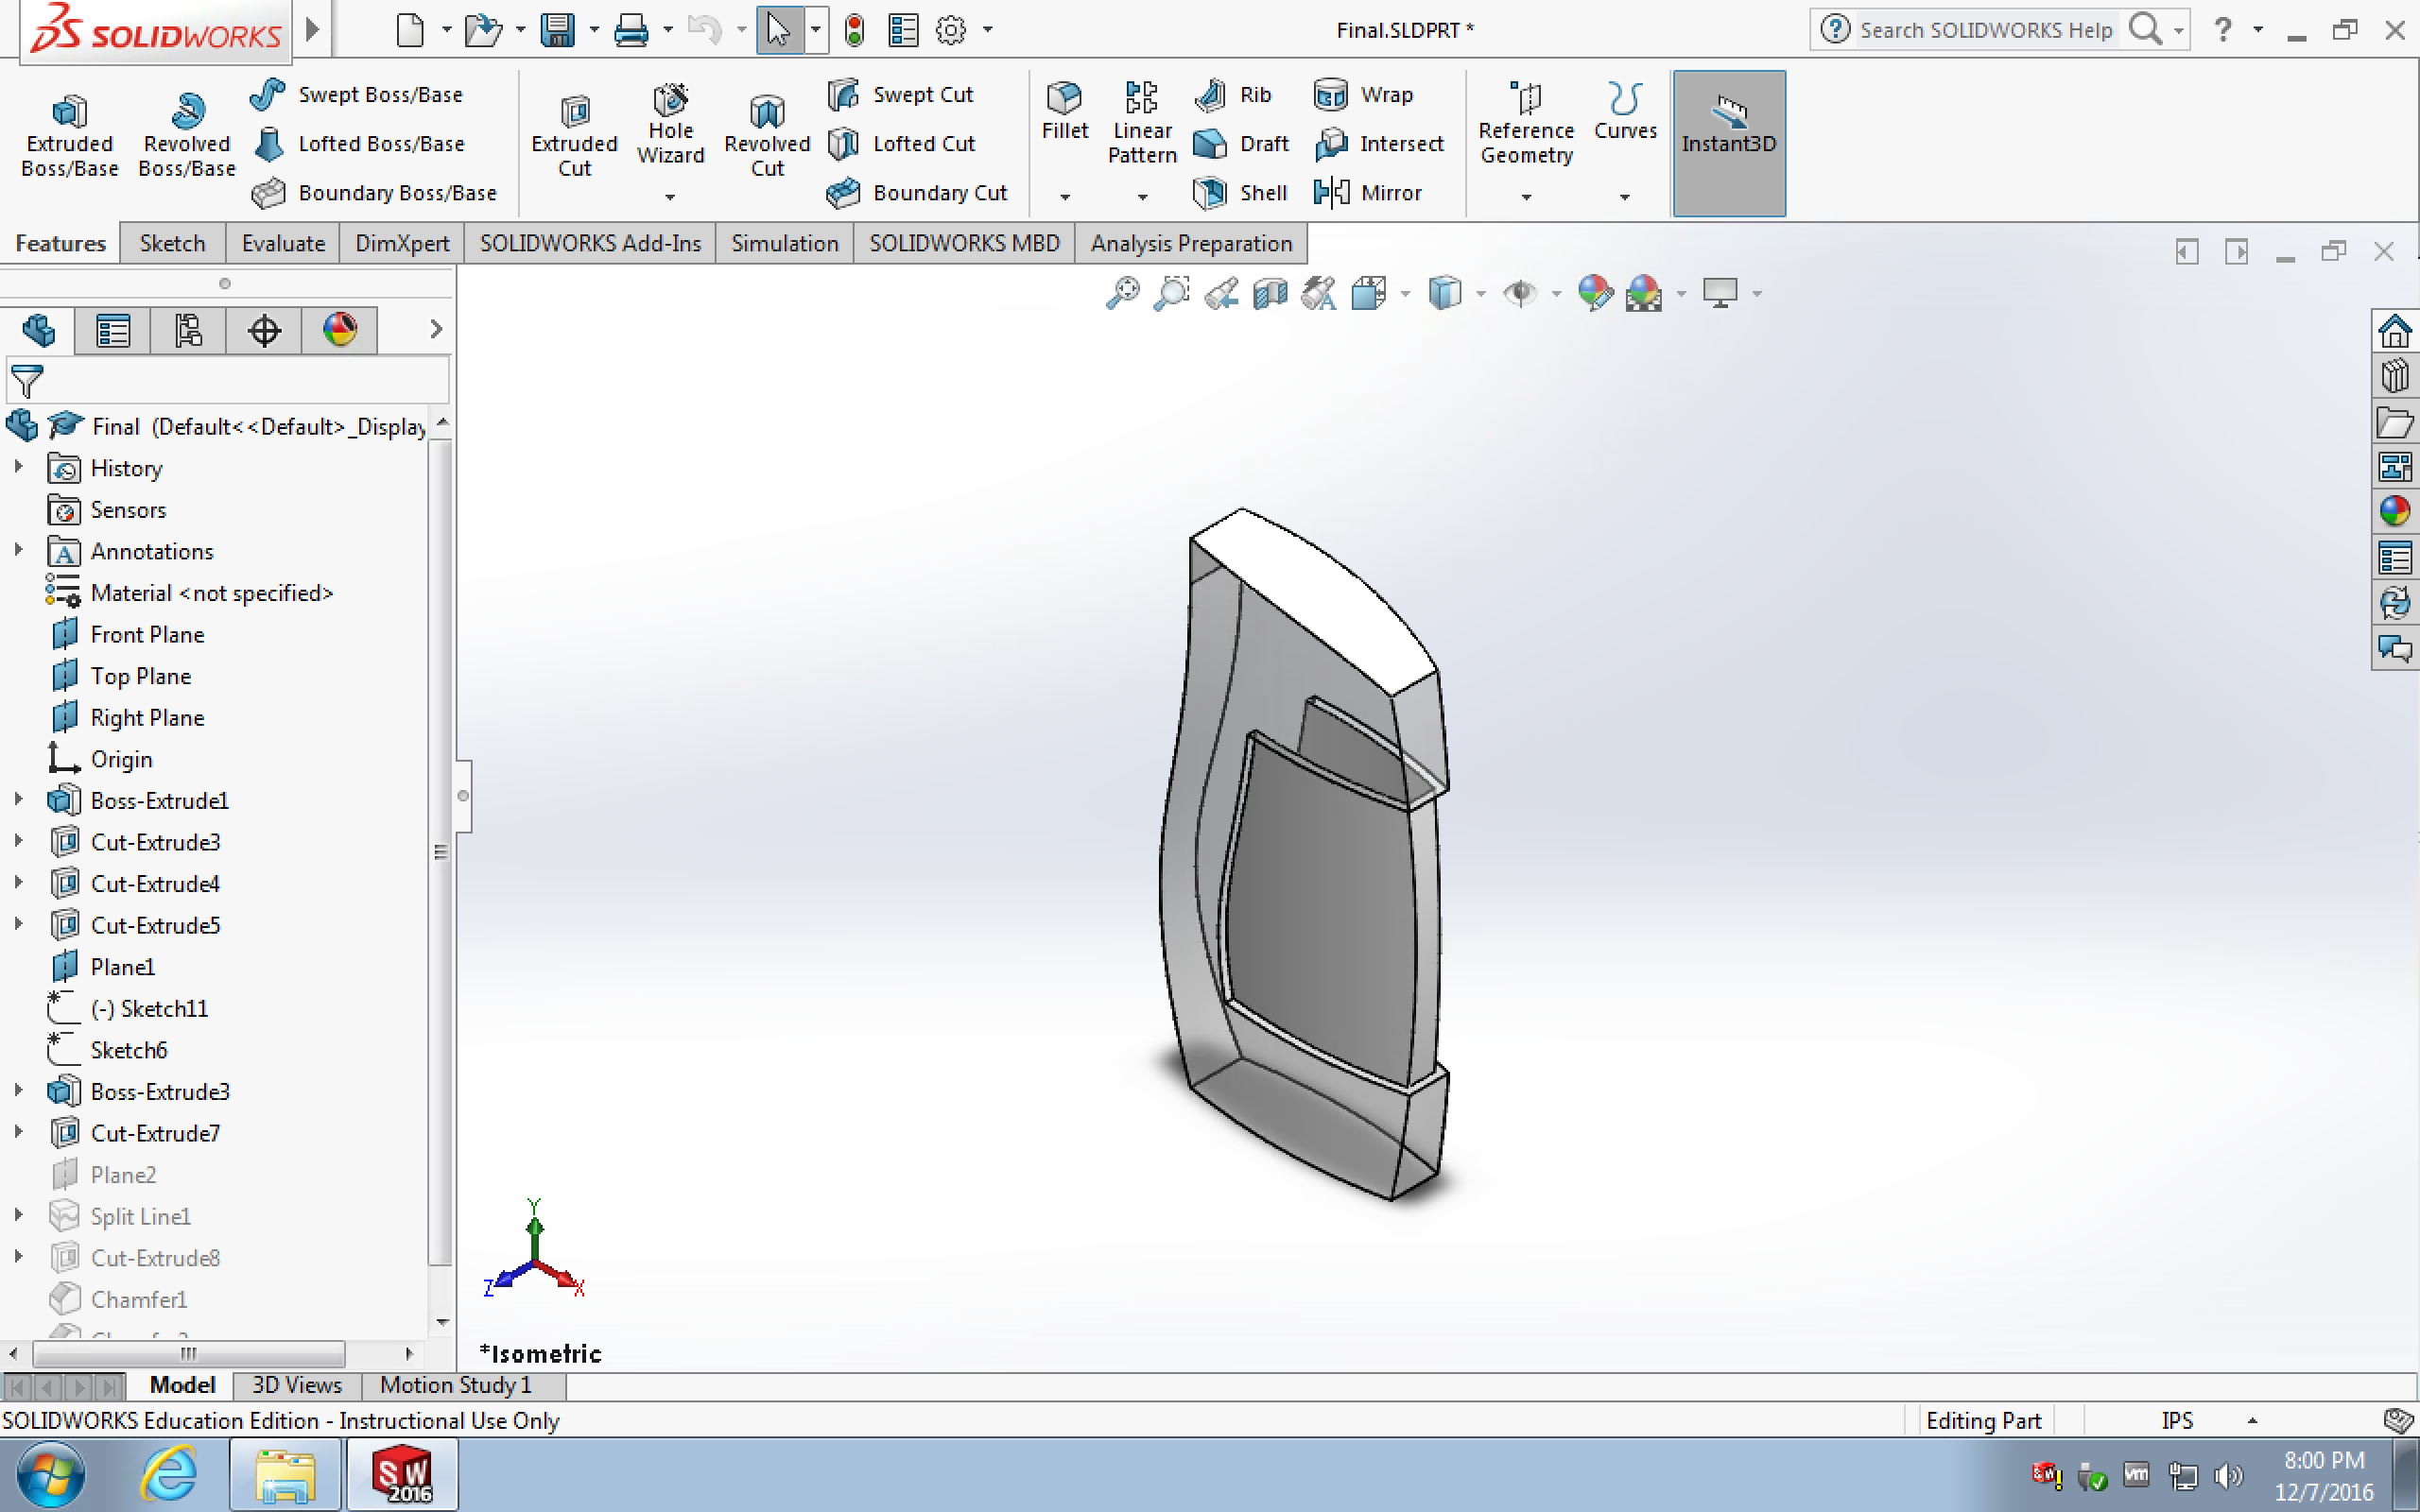 SOLIDWORKS
Final.SLDPRT *
Search SOLIDWORKS Help
?
Extruded Boss/Base
Revolved Boss/Base
Swept Boss/Base
Lofted Boss/Base
Boundary Boss/Base
Extruded Cut
Hole Wizard
Revolved Cut
Swept Cut
Lofted Cut
Boundary Cut
Fillet
Linear Pattern
Rib
Draft
Shell
Wrap
Intersect
Mirror
Reference Geometry
Curves
Instant3D
Features
Sketch
Evaluate
DimXpert
SOLIDWORKS Add-Ins
Simulation
SOLIDWORKS MBD
Analysis Preparation
Final (Default<<Default>_Display
History
Sensors
Annotations
Material <not specified>
Front Plane
Top Plane
Right Plane
Origin
Boss-Extrude1
Cut-Extrude3
Cut-Extrude4
Cut-Extrude5
Plane1
(-) Sketch11
Sketch6
Boss-Extrude3
Cut-Extrude7
Plane2
Split Line1
Cut-Extrude8
Chamfer1
Y
Z
X
*Isometric
Model
3D Views
Motion Study 1
SOLIDWORKS Education Edition - Instructional Use Only
Editing Part
IPS
SW 2016
vm
8:00 PM
12/7/2016